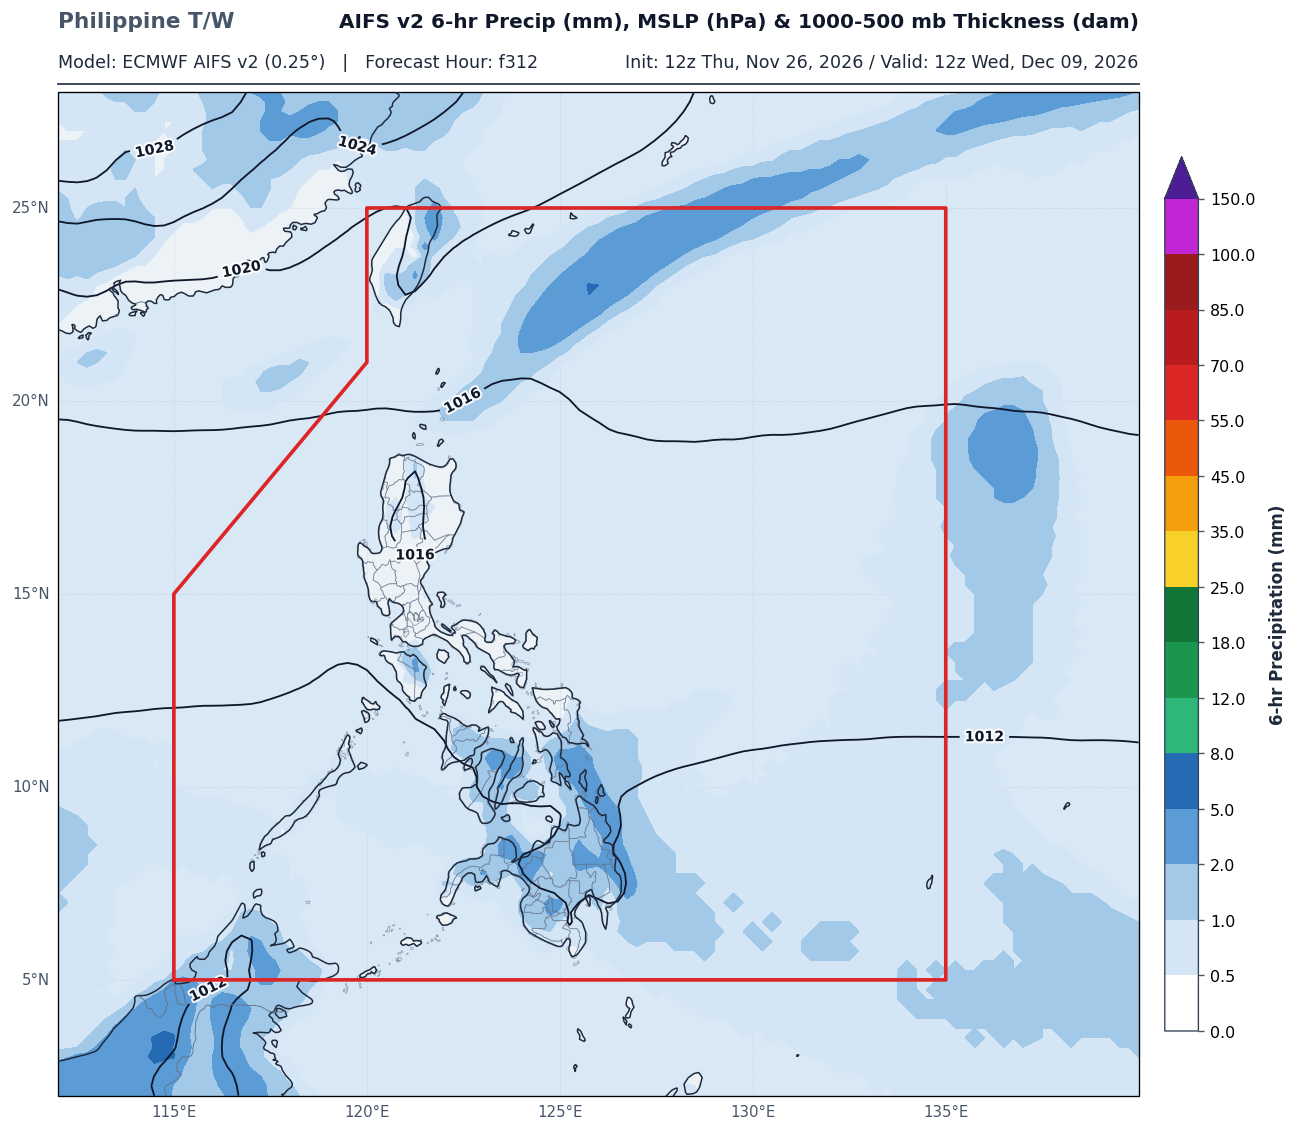 Philippine T/W
AIFS v2 6-hr Precip (mm), MSLP (hPa) & 1000-500 mb Thickness (dam)
Model: ECMWF AIFS v2 (0.25°) | Forecast Hour: f312
Init: 12z Thu, Nov 26, 2026 / Valid: 12z Wed, Dec 09, 2026
1028
1024
1020
1016
1016
1012
1012
25°N
20°N
15°N
10°N
5°N
115°E
120°E
125°E
130°E
135°E
150.0
100.0
85.0
70.0
55.0
45.0
35.0
25.0
18.0
12.0
8.0
5.0
2.0
1.0
0.5
0.0
6-hr Precipitation (mm)